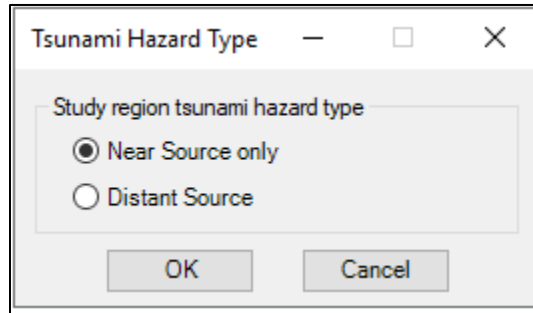 Tsunami Hazard Type
Study region tsunami hazard type
Near Source only
Distant Source
OK Cancel